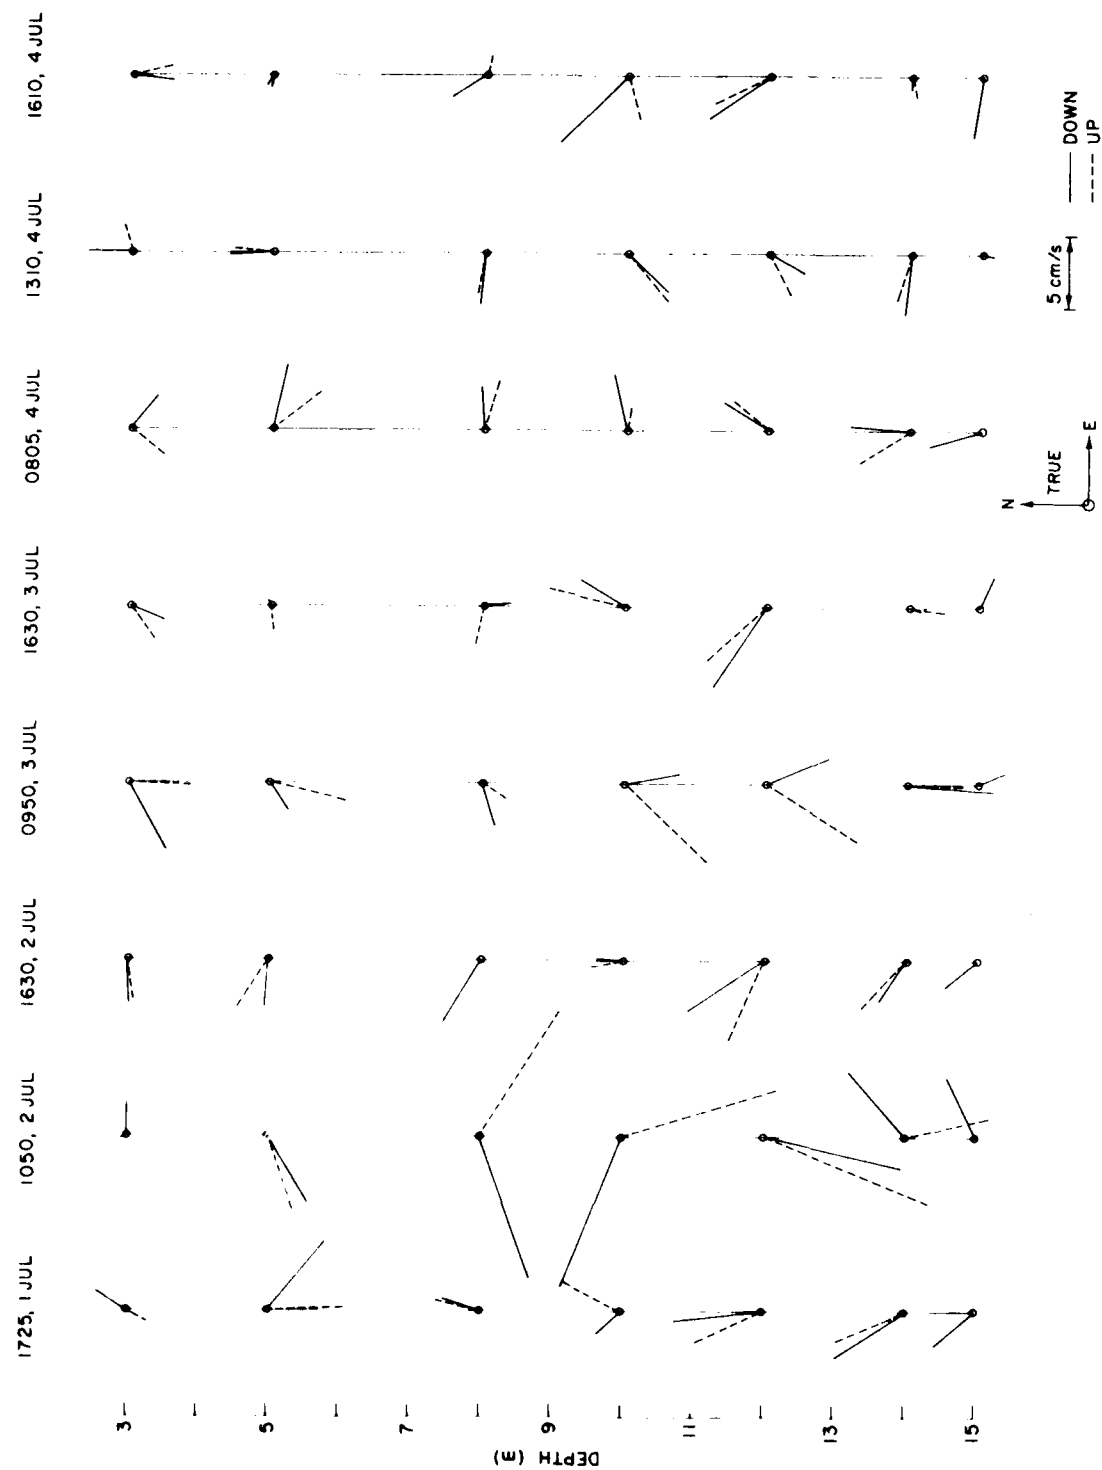 1725, 1 JUL
1050, 2 JUL
1630, 2 JUL
0950, 3 JUL
1630, 3 JUL
0805, 4 JUL
1310, 4 JUL
1610, 4 JUL
3
5
7
9
11
13
15
DEPTH (m)
N
TRUE
E
5 cm/s
DOWN
UP